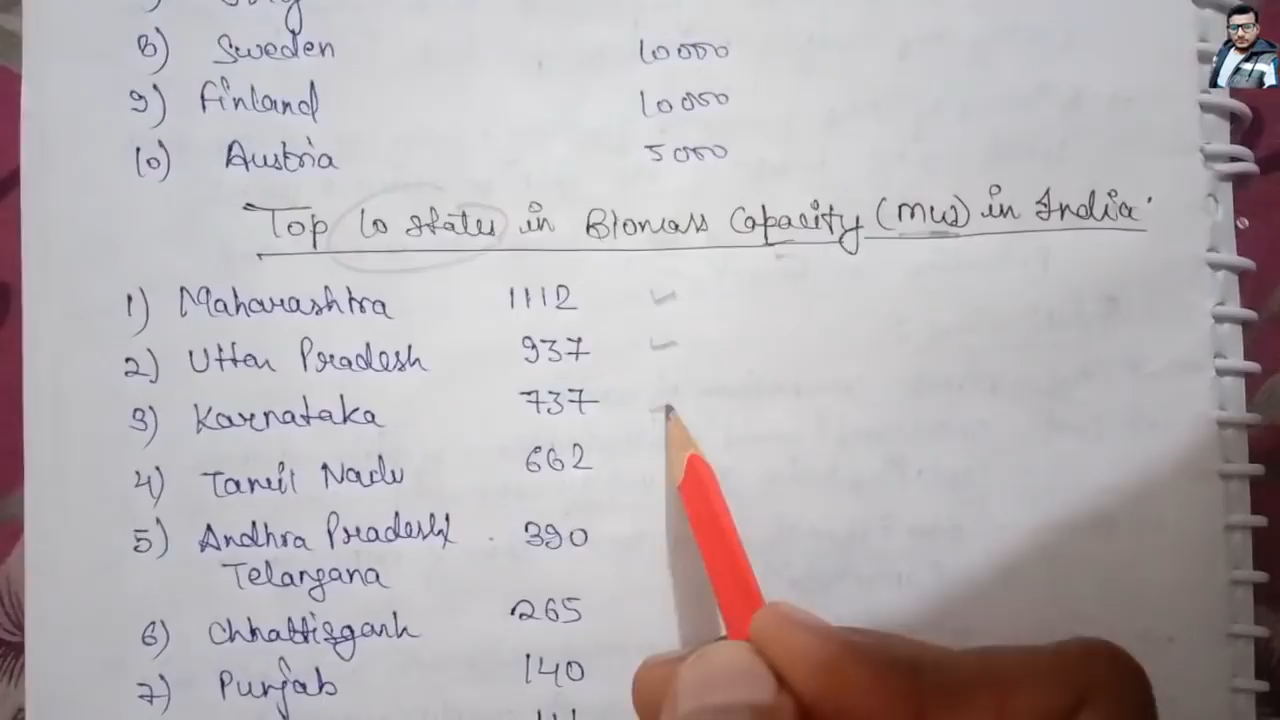 8) Sweden 10000
9) Finland 10000
10) Austria 5000
Top 10 states in Biomass Capacity (MW) in India
1) Maharashtra 1112
2) Uttar Pradesh 937
3) Karnataka 737
4) Tamil Nadu 662
5) Andhra Pradesh/ 390
Telangana
6) Chhattisgarh 265
7) Punjab 140